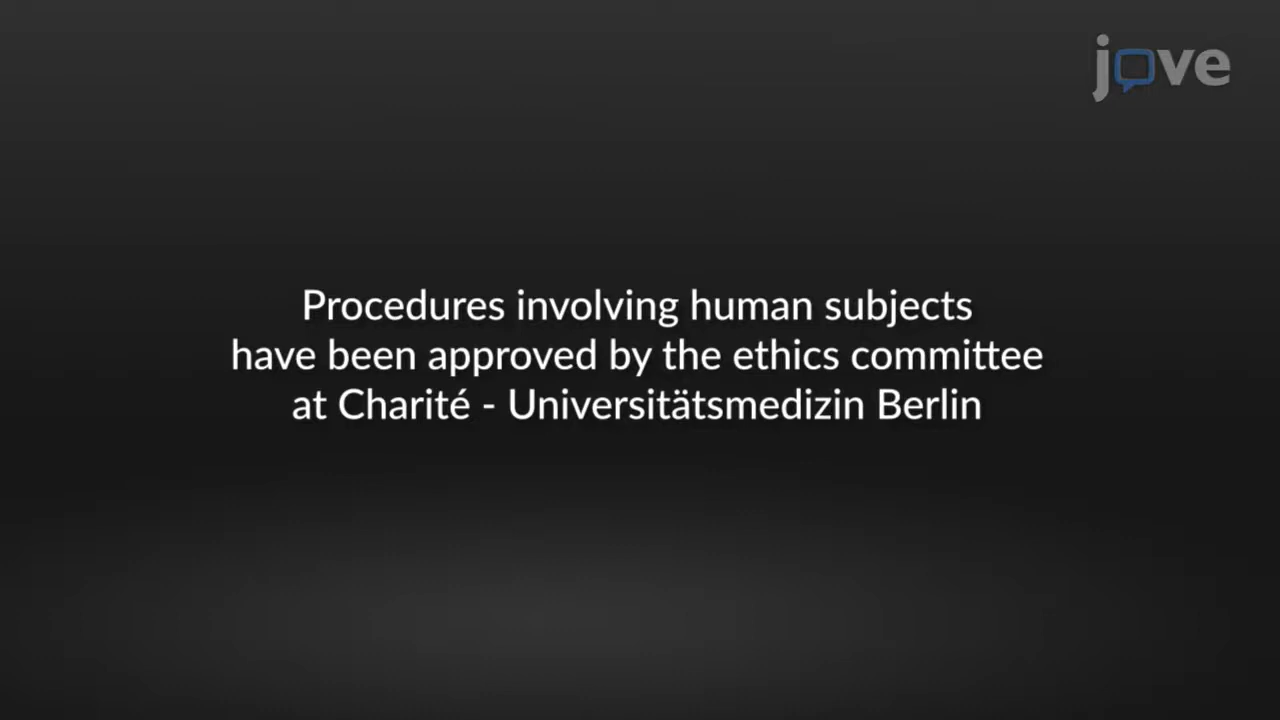 jove
Procedures involving human subjects
have been approved by the ethics committee
at Charité - Universitätsmedizin Berlin